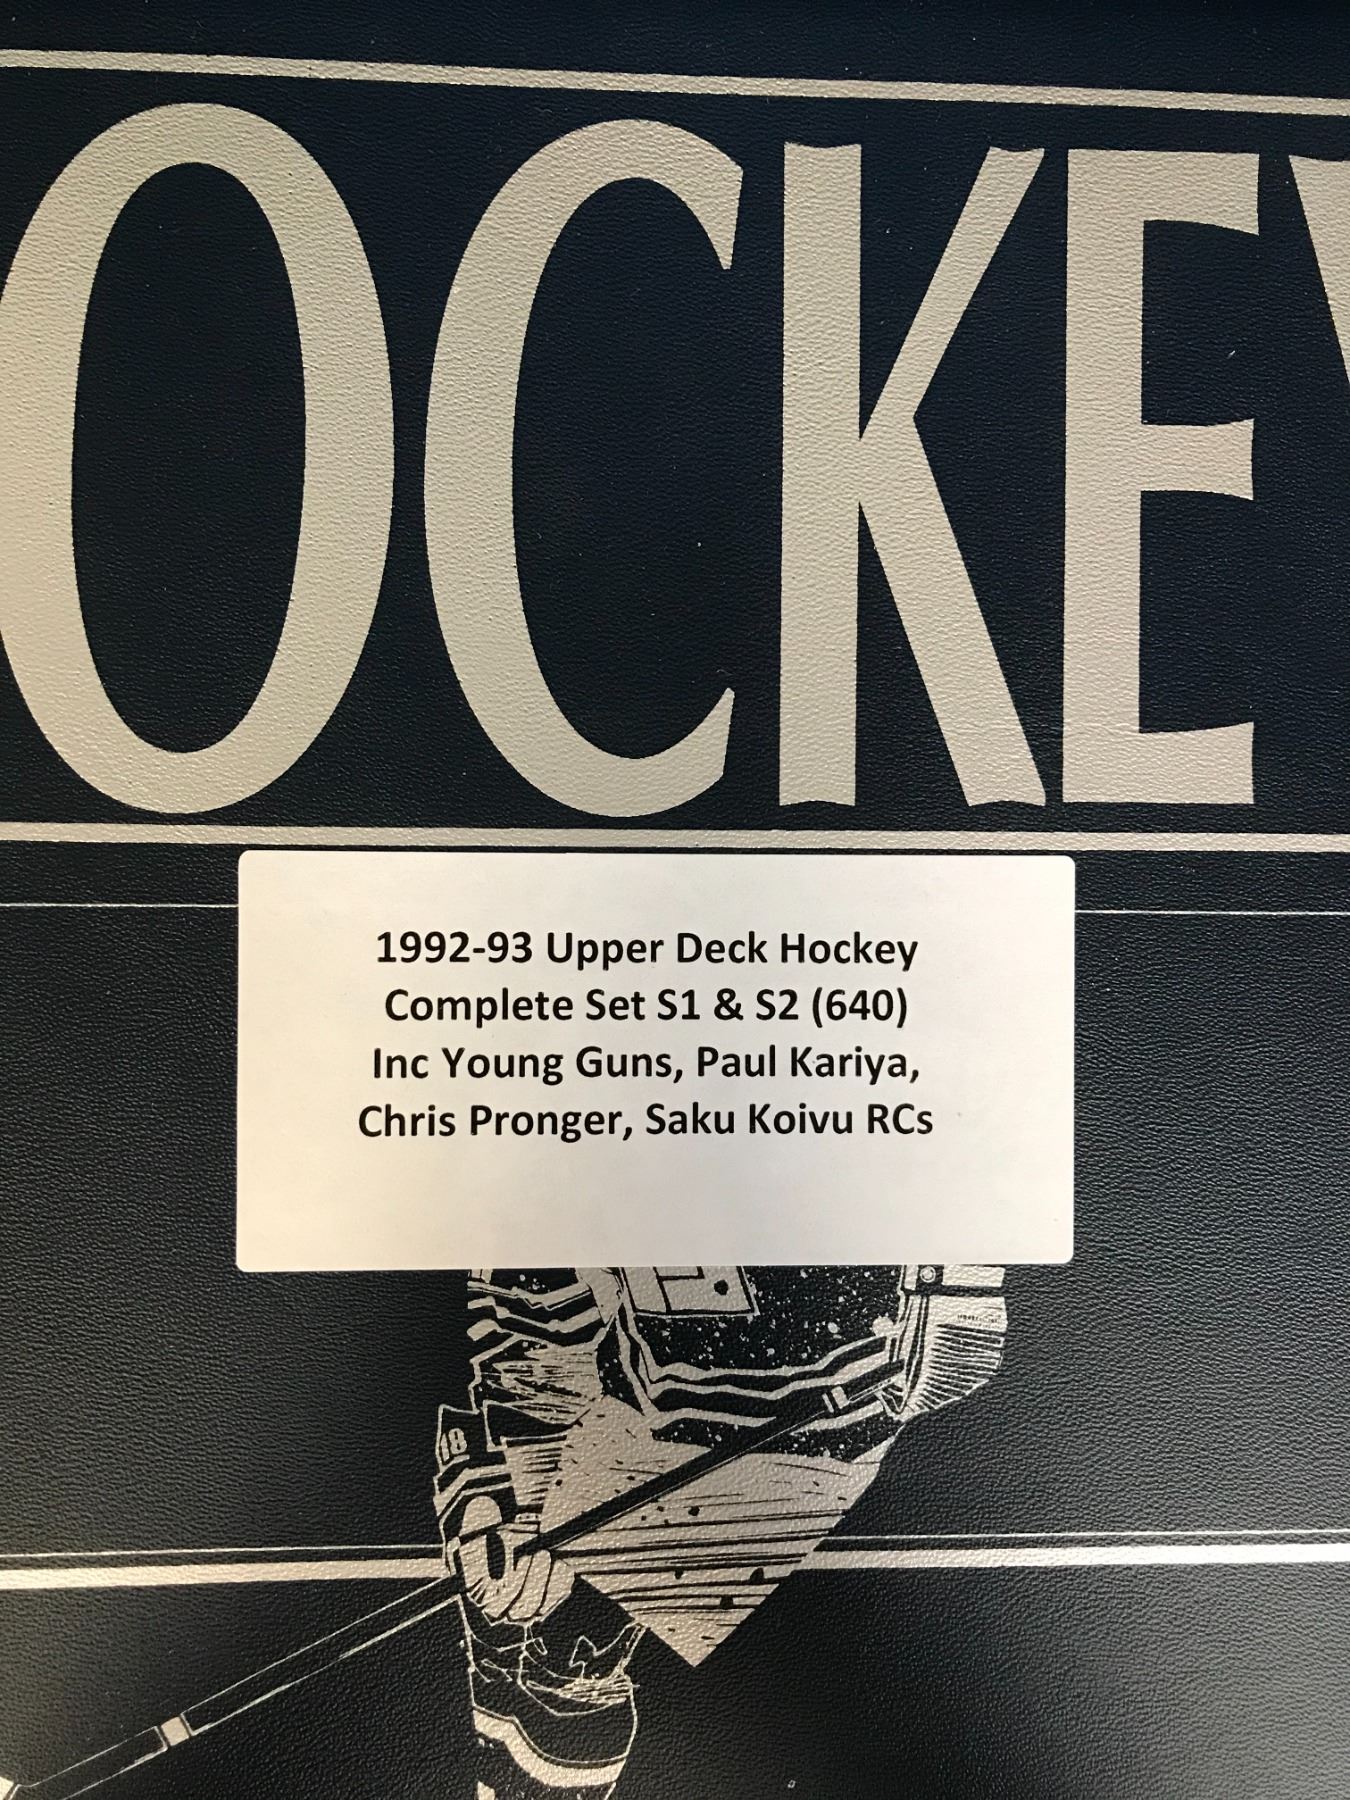 OCKEY
1992-93 Upper Deck Hockey
Complete Set S1 & S2 (640)
Inc Young Guns, Paul Kariya,
Chris Pronger, Saku Koivu RCs
18